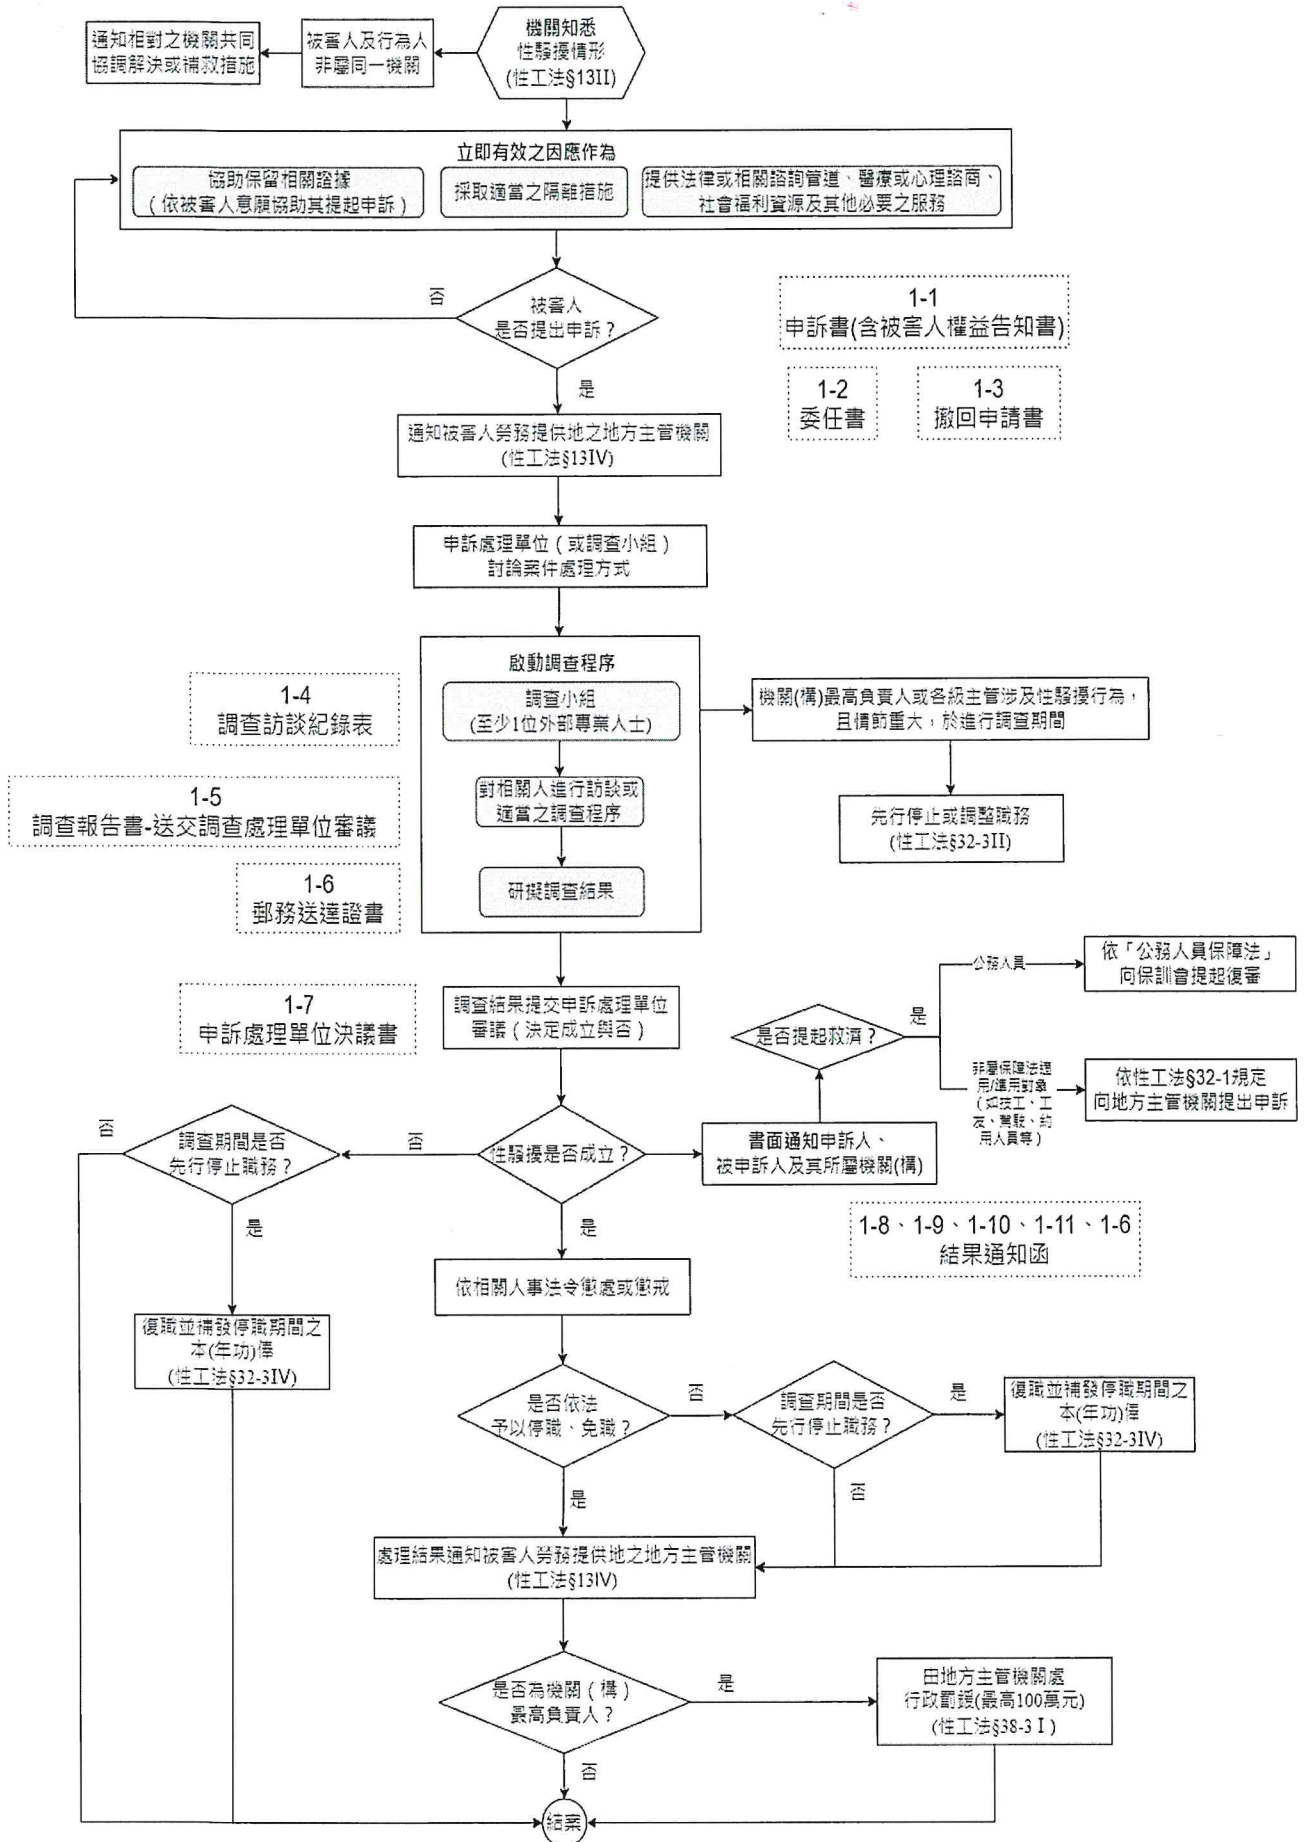 機關知悉
性騷擾情形
(性工法§13II)
被害人及行為人
非屬同一機關
通知相對之機關共同
協調解決或補救措施
立即有效之因應作為
協助保留相關證據
(依被害人意願協助其提起申訴)
採取適當之隔離措施
提供法律或相關諮詢管道、醫療或心理諮商、
社會福利資源及其他必要之服務
否
被害人
是否提出申訴?
是
1-1
申訴書(含被害人權益告知書)
1-2
委任書
1-3
撤回申請書
通知被害人勞務提供地之地方主管機關
(性工法§13IV)
申訴處理單位(或調查小組)
討論案件處理方式
啟動調查程序
調查小組
(至少1位外部專業人士)
對相關人進行訪談或
適當之調查程序
研擬調查結果
機關(構)最高負責人或各級主管涉及性騷擾行為,
且情節重大,於進行調查期間
先行停止或調整職務
(性工法§32-3II)
1-4
調查訪談紀錄表
1-5
調查報告書-送交調查處理單位審議
1-6
郵務送達證書
1-7
申訴處理單位決議書
調查結果提交申訴處理單位
審議(決定成立與否)
是否提起救濟?
是
公務人員
依「公務人員保障法」
向保訓會提起復審
非屬保障法適
用/準用對象
(如技工、工
友、駕駛、約
用人員等)
依性工法§32-1規定
向地方主管機關提出申訴
性騷擾是否成立?
書面通知申訴人、
被申訴人及其所屬機關(構)
1-8、1-9、1-10、1-11、1-6
結果通知函
否
調查期間是否
先行停止職務?
否
是
復職並補發停職期間之
本(年功)俸
(性工法§32-3IV)
是
依相關人事法令懲處或懲戒
是否依法
予以停職、免職?
否
調查期間是否
先行停止職務?
是
復職並補發停職期間之
本(年功)俸
(性工法§32-3IV)
是
否
處理結果通知被害人勞務提供地之地方主管機關
(性工法§13IV)
是否為機關(構)
最高負責人?
是
由地方主管機關處
行政罰鍰(最高100萬元)
(性工法§38-3 I )
否
結案